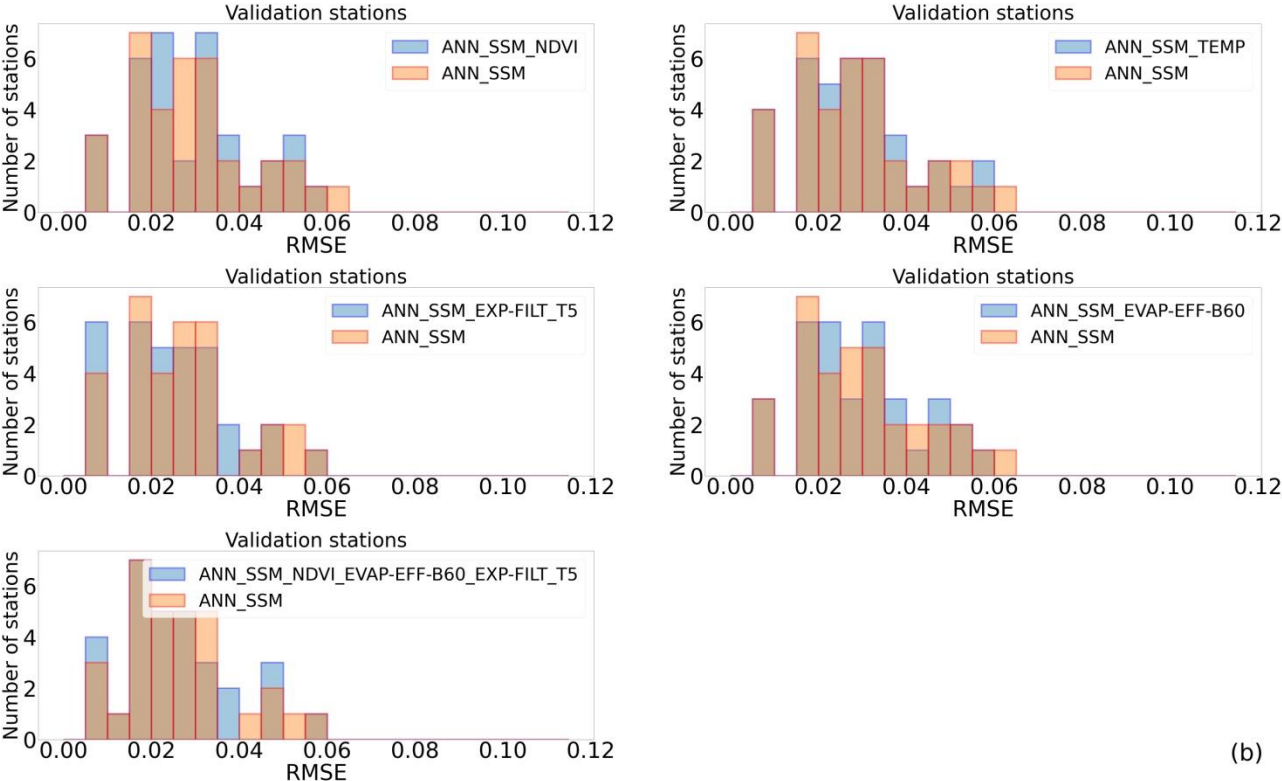 Validation stations
Number of stations
6
4
2
0
ANN_SSM_NDVI
ANN_SSM
0.00 0.02 0.04 0.06 0.08 0.10 0.12
RMSE
Validation stations
Number of stations
6
4
2
0
ANN_SSM_TEMP
ANN_SSM
0.00 0.02 0.04 0.06 0.08 0.10 0.12
RMSE
Validation stations
Number of stations
6
4
2
0
ANN_SSM_EXP-FILT_T5
ANN_SSM
0.00 0.02 0.04 0.06 0.08 0.10 0.12
RMSE
Validation stations
Number of stations
6
4
2
0
ANN_SSM_EVAP-EFF-B60
ANN_SSM
0.00 0.02 0.04 0.06 0.08 0.10 0.12
RMSE
Validation stations
Number of stations
6
4
2
0
ANN_SSM_NDVI_EVAP-EFF-B60_EXP-FILT_T5
ANN_SSM
0.00 0.02 0.04 0.06 0.08 0.10 0.12
RMSE
(b)